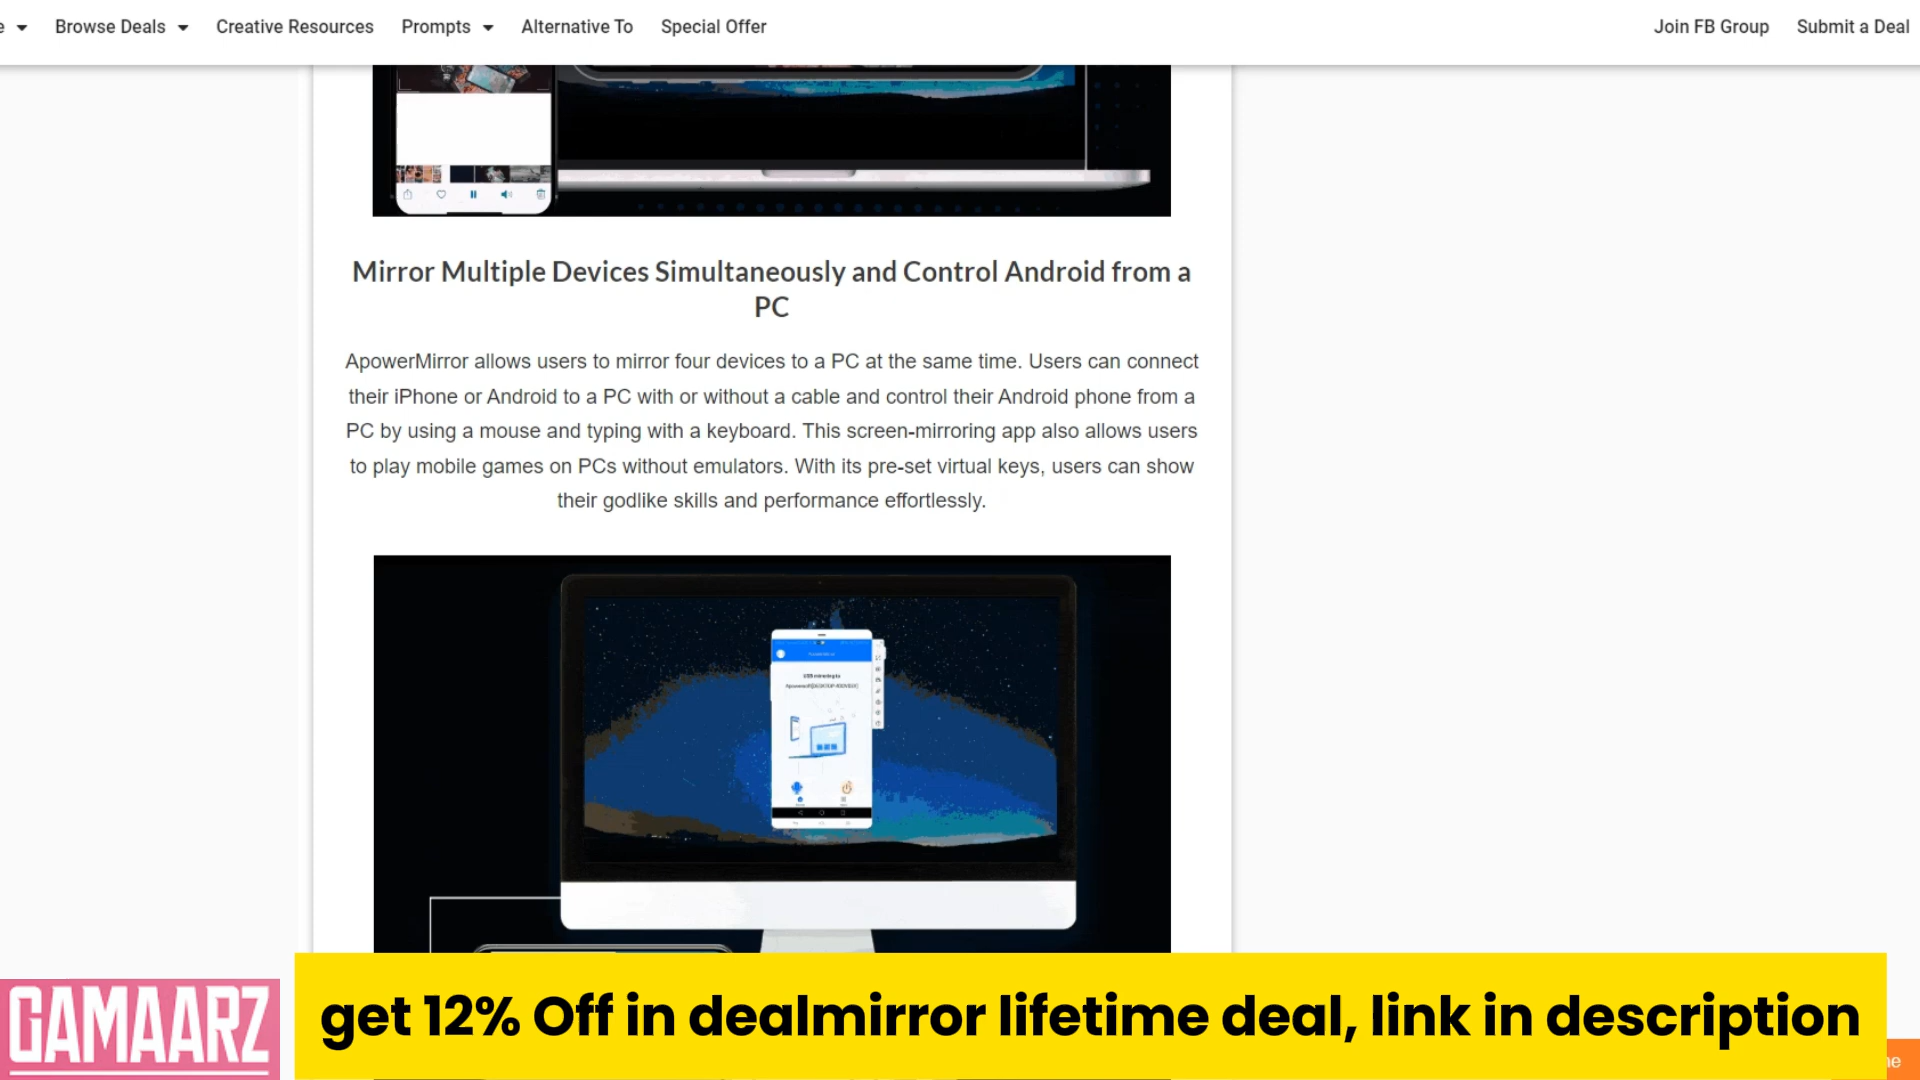 Browse Deals
Creative Resources
Prompts
Alternative To
Special Offer
Join FB Group
Submit a Deal
Mirror Multiple Devices Simultaneously and Control Android from a
PC
ApowerMirror allows users to mirror four devices to a PC at the same time. Users can connect
their iPhone or Android to a PC with or without a cable and control their Android phone from a
PC by using a mouse and typing with a keyboard. This screen-mirroring app also allows users
to play mobile games on PCs without emulators. With its pre-set virtual keys, users can show
their godlike skills and performance effortlessly.
GAMAARZ
get 12% Off in dealmirror lifetime deal, link in description